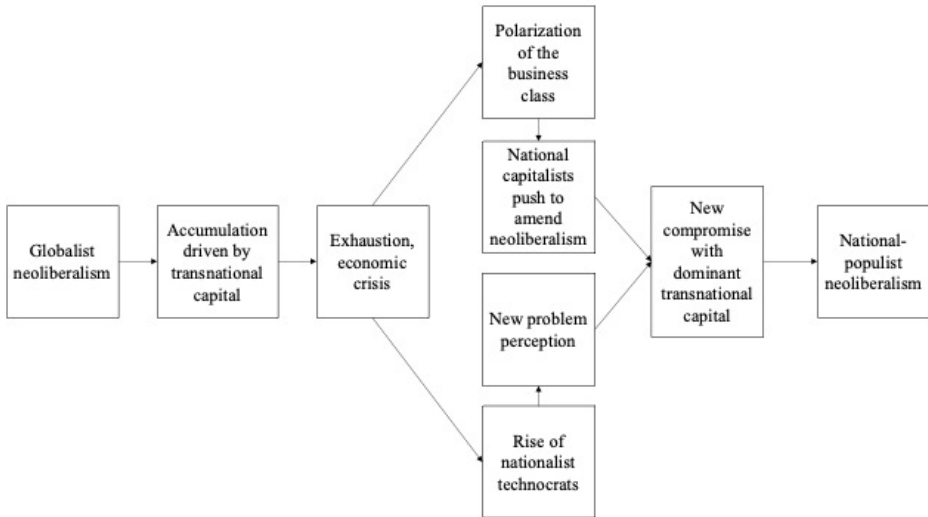 Globalist
neoliberalism
Accumulation
driven by
transnational
capital
Exhaustion,
economic
crisis
Polarization
of the
business
class
National
capitalists
push to
amend
neoliberalism
New problem
perception
Rise of
nationalist
technocrats
New
compromise
with
dominant
transnational
capital
National-
populist
neoliberalism